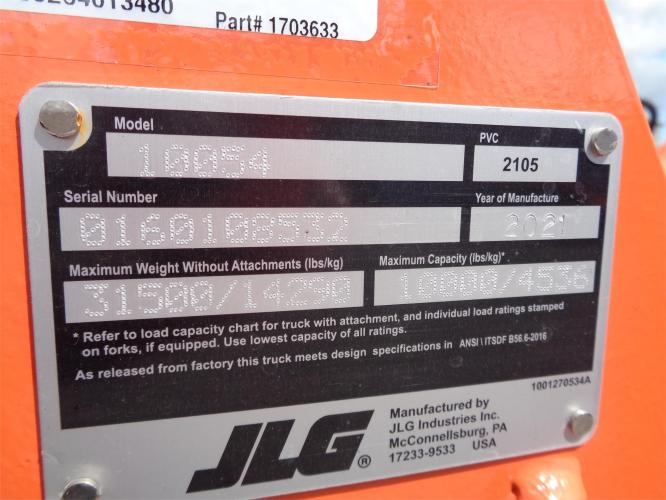 Part# 1703633
Model
10054
PVC
2105
Serial Number
Year of Manufacture
0160108532
2021
Maximum Weight Without Attachments (lbs/kg)
Maximum Capacity (lbs/kg)*
31500/14290
10000/4536
* Refer to load capacity chart for truck with attachment, and individual load ratings stamped
on forks, if equipped. Use lowest capacity of all ratings.
As released from factory this truck meets design specifications in ANSI \ ITSDF B56.6-2016
1001270534A
JLG®
Manufactured by
JLG Industries Inc.
McConnellsburg, PA
17233-9533 USA